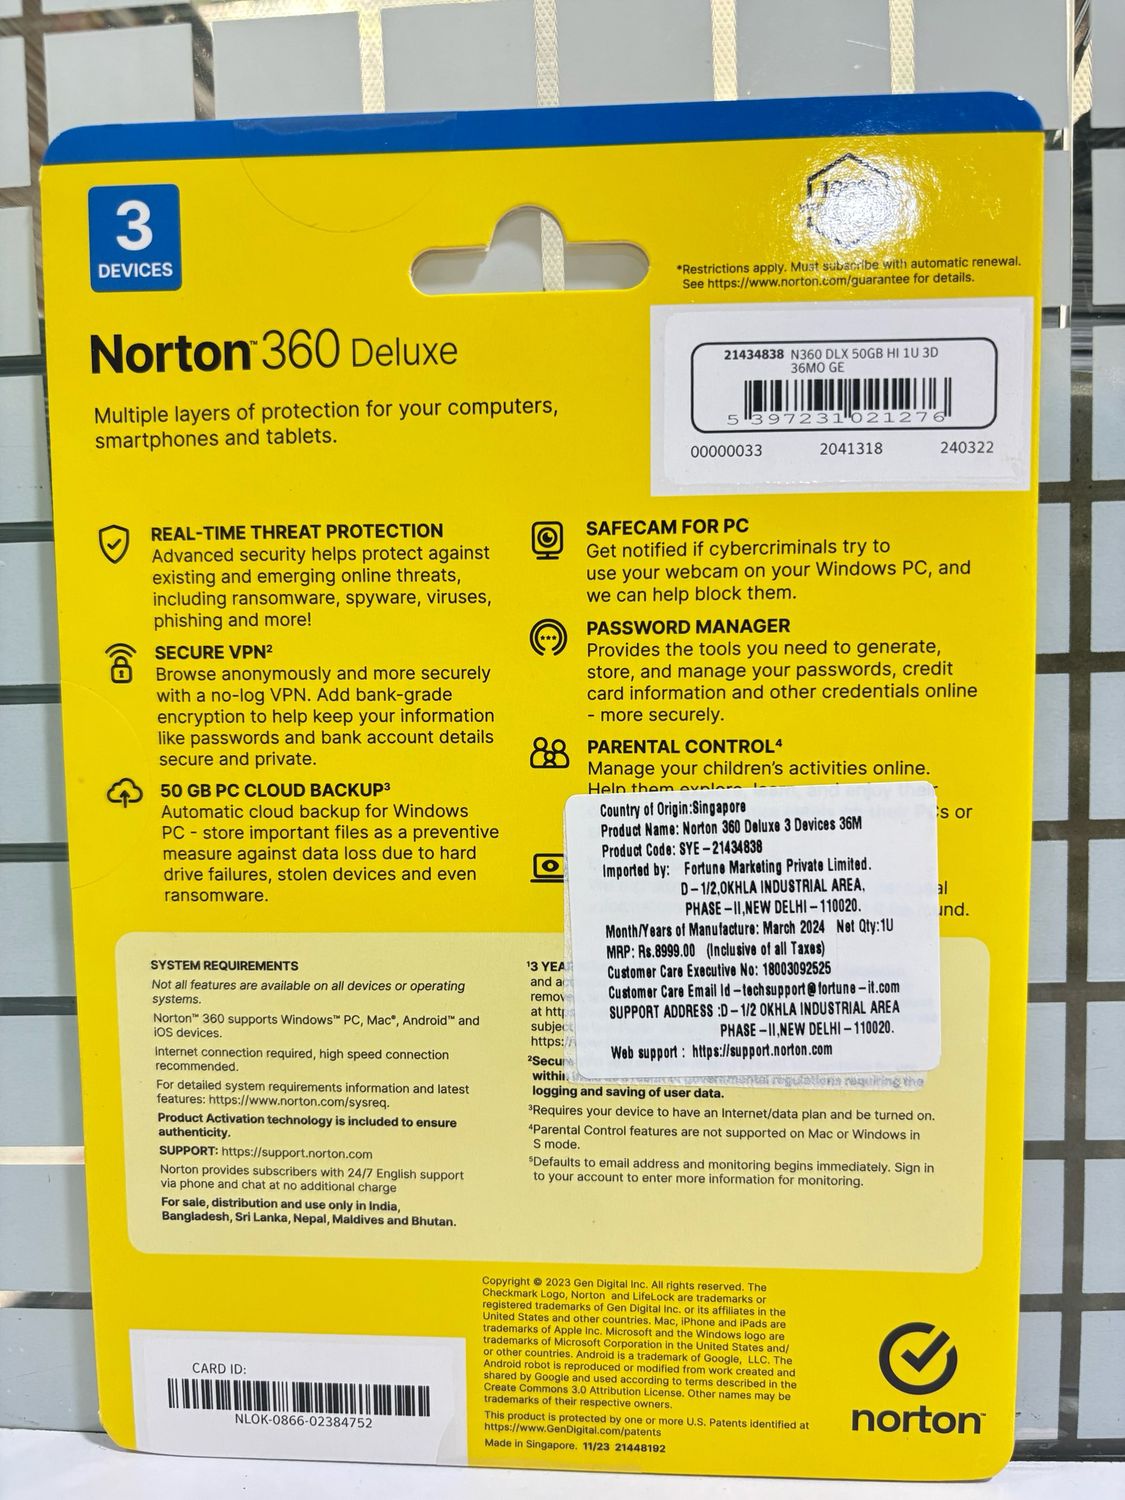 3
DEVICES
*Restrictions apply. Must subscribe with automatic renewal.
See https://www.norton.com/guarantee for details.
Norton™ 360 Deluxe
Multiple layers of protection for your computers,
smartphones and tablets.
21434838 N360 DLX 50GB HI 1U 3D
36MO GE
5 397231 021276
00000033 2041318 240322
REAL-TIME THREAT PROTECTION
Advanced security helps protect against
existing and emerging online threats,
including ransomware, spyware, viruses,
phishing and more!
SECURE VPN²
Browse anonymously and more securely
with a no-log VPN. Add bank-grade
encryption to help keep your information
like passwords and bank account details
secure and private.
50 GB PC CLOUD BACKUP³
Automatic cloud backup for Windows
PC - store important files as a preventive
measure against data loss due to hard
drive failures, stolen devices and even
ransomware.
SAFECAM FOR PC
Get notified if cybercriminals try to
use your webcam on your Windows PC, and
we can help block them.
PASSWORD MANAGER
Provides the tools you need to generate,
store, and manage your passwords, credit
card information and other credentials online
- more securely.
PARENTAL CONTROL⁴
Manage your children's activities online.
Help them explore, learn, and enjoy their
PCs or
Country of Origin:Singapore
Product Name: Norton 360 Deluxe 3 Devices 36M
Product Code: SYE-21434838
Imported by: Fortune Marketing Private Limited.
D-1/2,OKHLA INDUSTRIAL AREA,
PHASE-II,NEW DELHI-110020.
Month/Years of Manufacture: March 2024 Net Qty:1U
MRP: Rs.8999.00 (Inclusive of all Taxes)
Customer Care Executive No: 18003092525
Customer Care Email Id-techsupport@fortune-it.com
SUPPORT ADDRESS :D-1/2 OKHLA INDUSTRIAL AREA
PHASE-II,NEW DELHI-110020.
Web support : https://support.norton.com
SYSTEM REQUIREMENTS
Not all features are available on all devices or operating
systems.
Norton™ 360 supports Windows™ PC, Mac®, Android™ and
iOS devices.
Internet connection required, high speed connection
recommended.
For detailed system requirements information and latest
features: https://www.norton.com/sysreq.
Product Activation technology is included to ensure
authenticity.
SUPPORT: https://support.norton.com
Norton provides subscribers with 24/7 English support
via phone and chat at no additional charge
For sale, distribution and use only in India,
Bangladesh, Sri Lanka, Nepal, Maldives and Bhutan.
¹3 YEA
and
remov
at http
subjec
https:/
²Secur
within governmental regulations requiring the
logging and saving of user data.
³Requires your device to have an Internet/data plan and be turned on.
⁴Parental Control features are not supported on Mac or Windows in
S mode.
⁵Defaults to email address and monitoring begins immediately. Sign in
to your account to enter more information for monitoring.
Copyright © 2023 Gen Digital Inc. All rights reserved. The
Checkmark Logo, Norton and LifeLock are trademarks or
registered trademarks of Gen Digital Inc. or its affiliates in the
United States and other countries. Mac, iPhone and iPads are
trademarks of Apple Inc. Microsoft and the Windows logo are
trademarks of Microsoft Corporation in the United States and/
or other countries. Android is a trademark of Google, LLC. The
Android robot is reproduced or modified from work created and
shared by Google and used according to terms described in the
Create Commons 3.0 Attribution License. Other names may be
trademarks of their respective owners.
This product is protected by one or more U.S. Patents identified at
https://www.GenDigital.com/patents
Made in Singapore. 11/23 21448192
CARD ID:
NLOK-0866-02384752
norton™